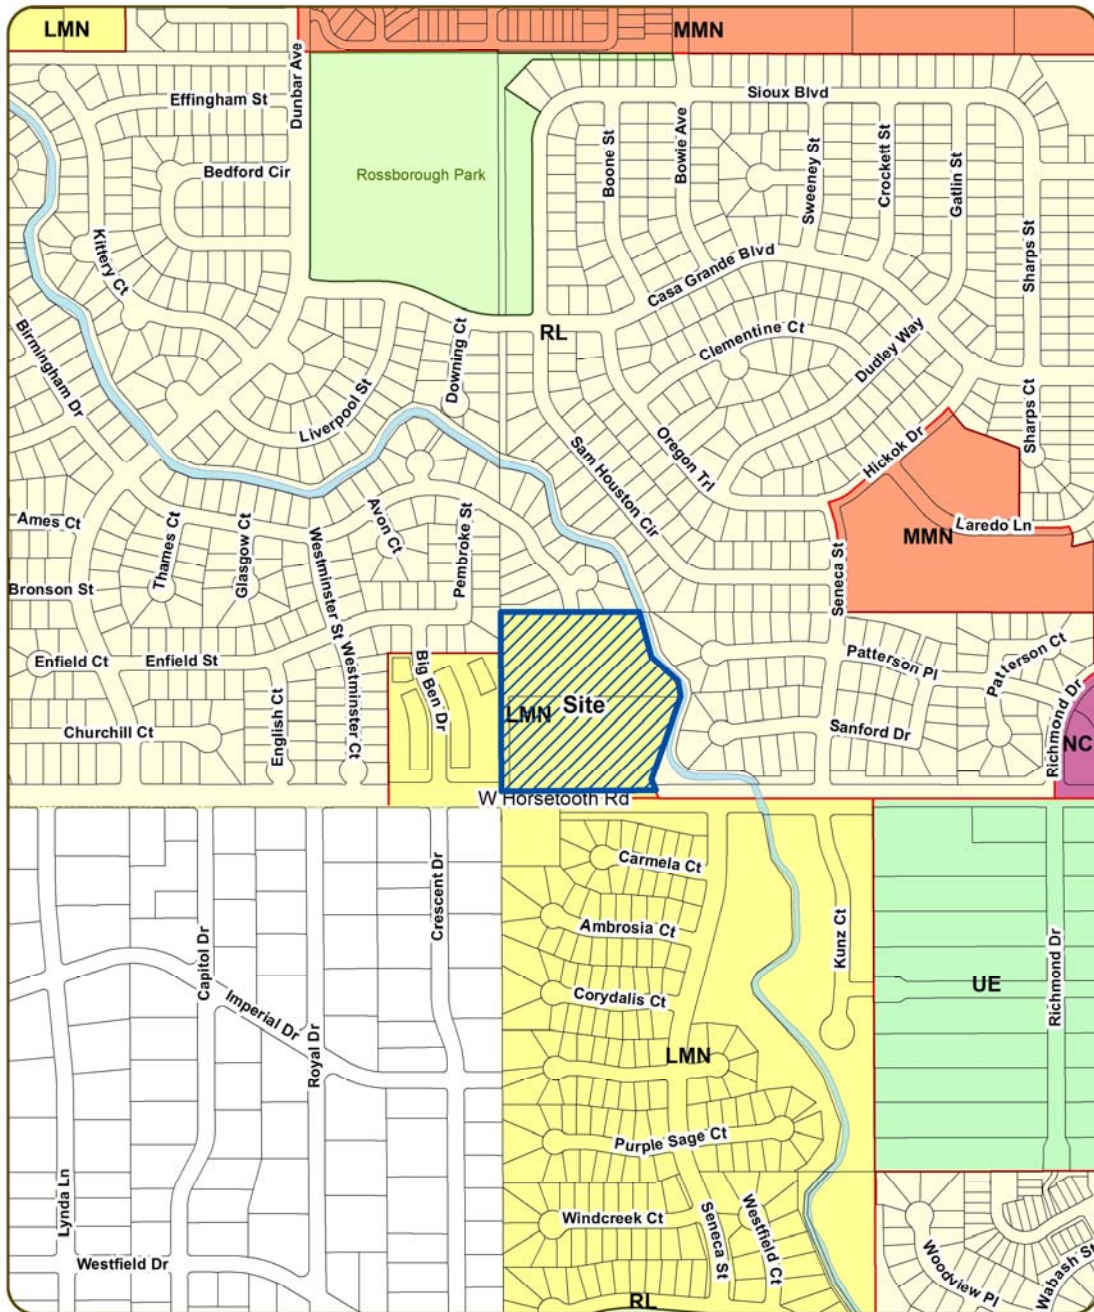 LMN
MMN
Dunbar Ave
Effingham St
Sioux Blvd
Boone St
Bowie Ave
Sweeney St
Crockett St
Gatlin St
Bedford Cir
Rossborough Park
Sharps St
Kittery Ct
Casa Grande Blvd
Birmingham Dr
RL
Downing Ct
Clementine Ct
Dudley Way
Liverpool St
Sharps Ct
Hickok Dr
Oregon Trl
Sam Houston Cir
Ames Ct
Thames Ct
Glasgow Ct
Avon Ct
Pembroke St
Laredo Ln
MMN
Westminster St
Seneca St
Bronson St
Enfield Ct
Enfield St
Big Ben Dr
Patterson Pl
Patterson Ct
Westminster Ct
English Ct
Churchill Ct
LMN
Site
Sanford Dr
Richmond Dr
NC
W Horsetooth Rd
Carmela Ct
Crescent Dr
Ambrosia Ct
Kunz Ct
Capitol Dr
Corydalis Ct
UE
Richmond Dr
Imperial Dr
Royal Dr
LMN
Purple Sage Ct
Lynda Ln
Windcreek Ct
Seneca St
Westfield Ct
Westfield Dr
Woodview Pl
Wabash St
RL